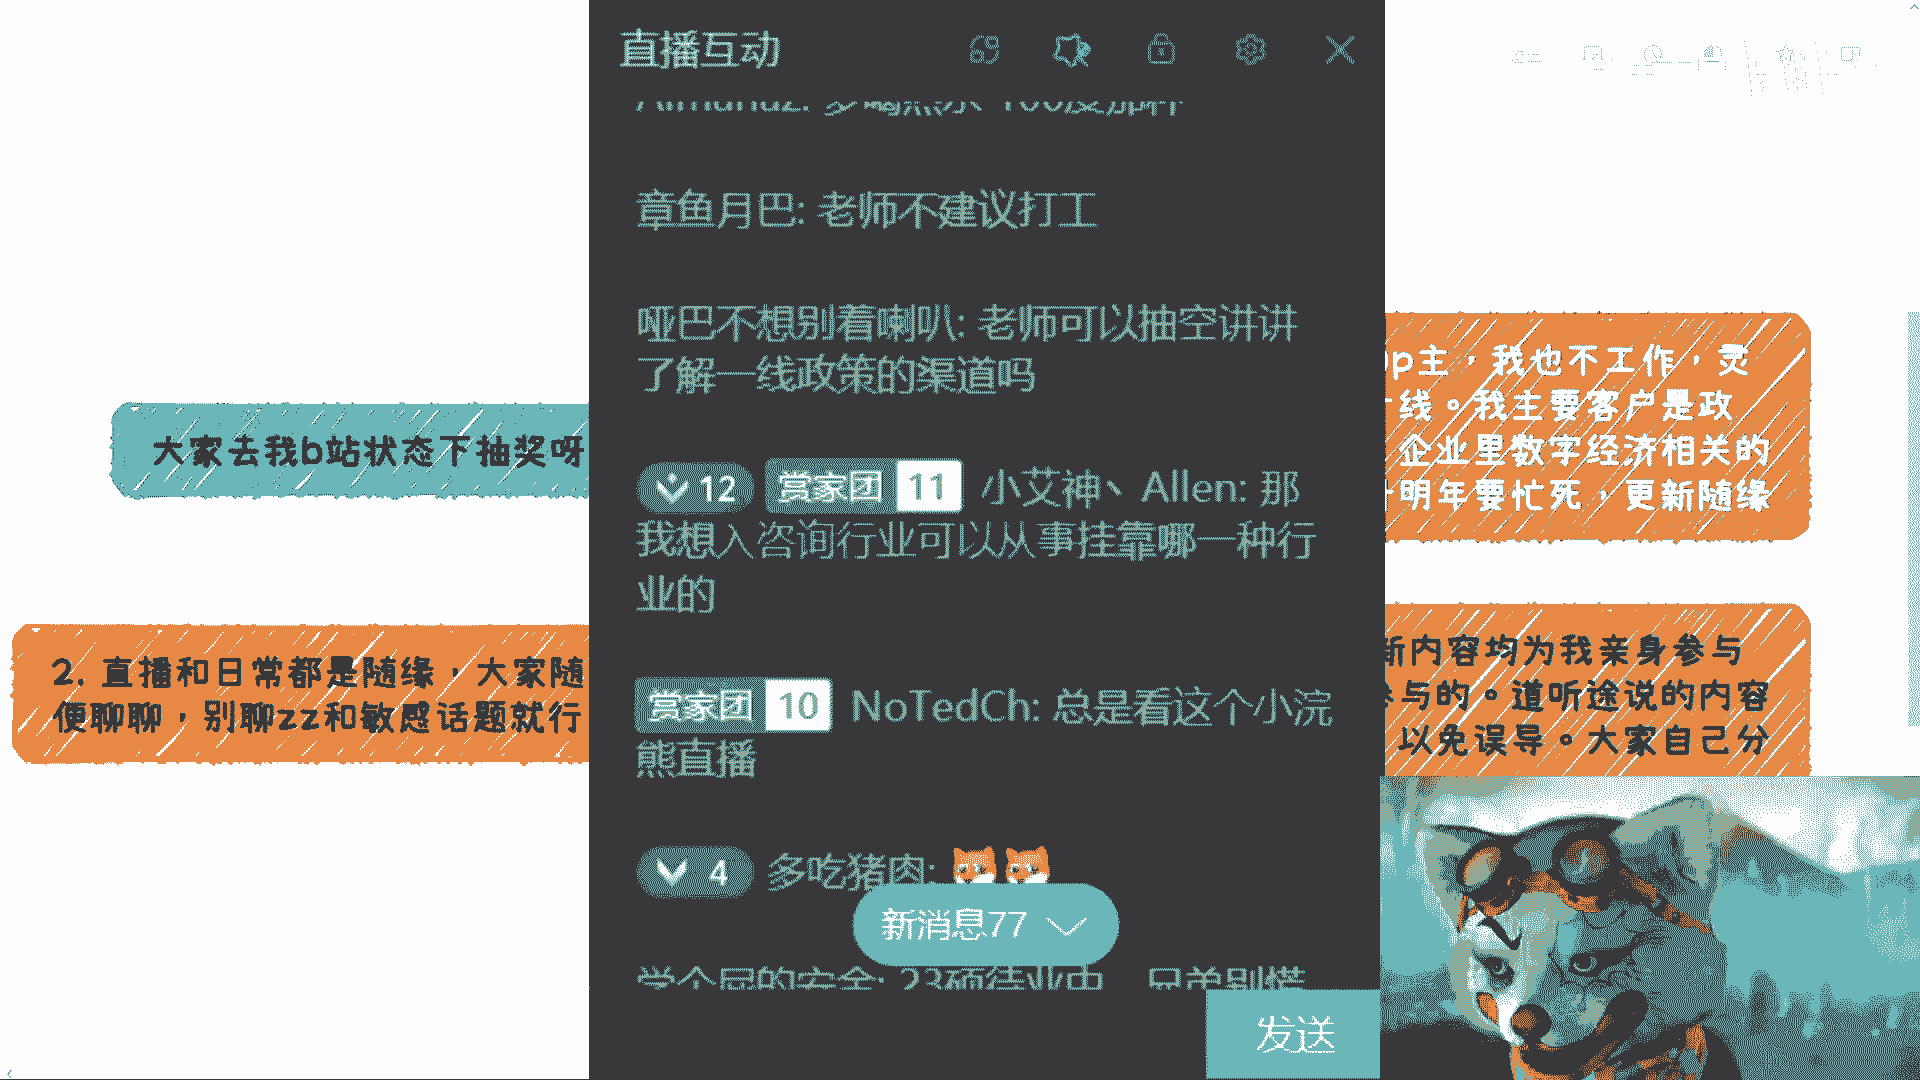 直播互动
章鱼月巴: 老师不建议打工
哑巴不想别着喇叭: 老师可以抽空讲讲
了解一线政策的渠道吗
12 赏家团 11 小艾神丶Allen: 那
我想入咨询行业可以从事挂靠哪一种行
业的
赏家团 10 NoTedCh: 总是看这个小浣
熊直播
4 多吃猪肉:
新消息77
发送
大家去我b站状态下抽奖呀
2. 直播和日常都是随缘，大家随
便聊聊，别聊zz和敏感话题就行
p主，我也不工作，灵
线。我主要客户是政
企业里数字经济相关的
明年要忙死，更新随缘
新内容均为我亲身参与
参与的。道听途说的内容
以免误导。大家自己分